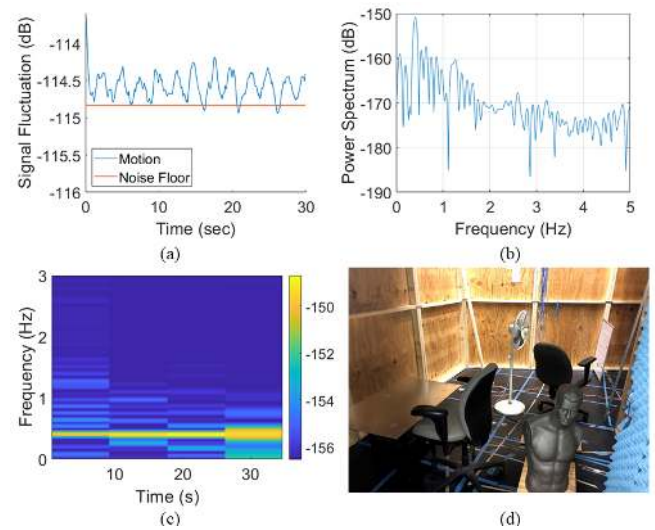 -114
-114.5
-115
-115.5
-116
Signal Fluctuation (dB)
Motion
Noise Floor
0 10 20 30
Time (sec)
(a)
-150
-160
-170
-180
-190
Power Spectrum (dB)
0 1 2 3 4 5
Frequency (Hz)
(b)
3
2
1
0
Frequency (Hz)
10 20 30
Time (s)
-150
-152
-154
-156
(c)
(d)